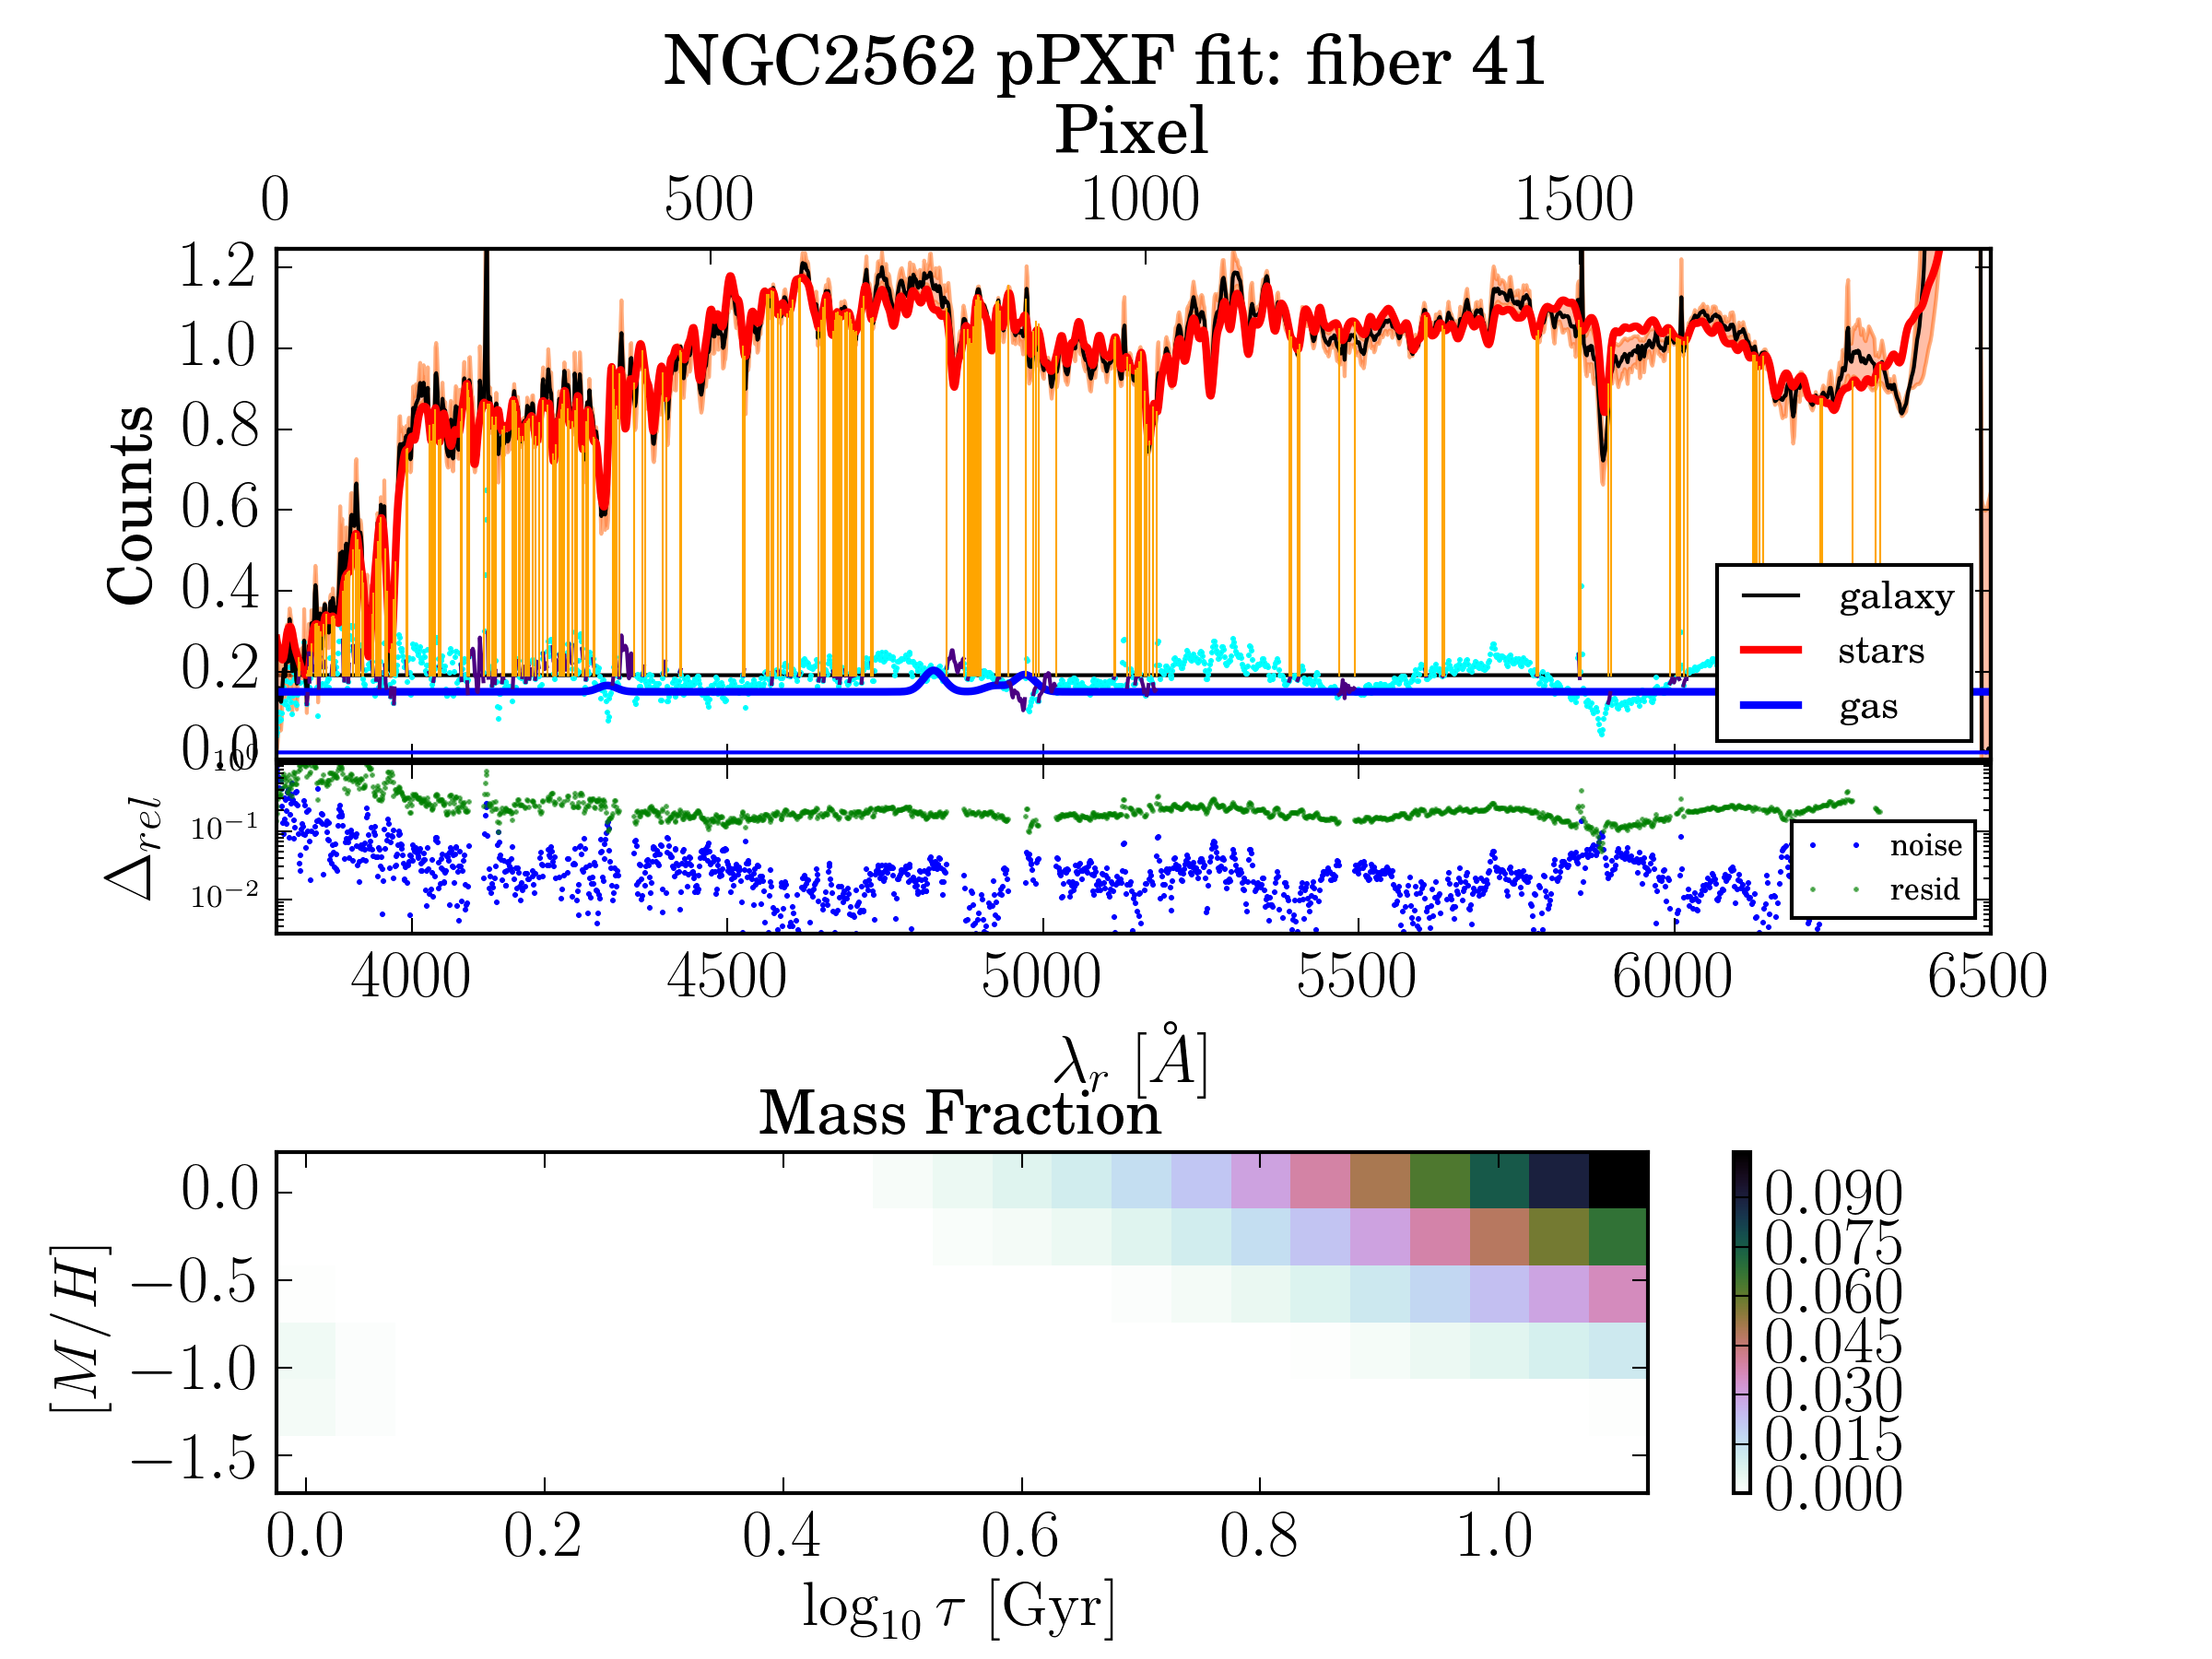 NGC2562 pPXF fit: fiber 41
Pixel
0 500 1000 1500
Counts
1.2
1.0
0.8
0.6
0.4
0.2
0.0
galaxy
stars
gas
Δrel
10⁰
10⁻¹
10⁻²
noise
resid
4000 4500 5000 5500 6000 6500
λr [Å]
Mass Fraction
[M/H]
0.0
−0.5
−1.0
−1.5
0.0 0.2 0.4 0.6 0.8 1.0
log₁₀ τ [Gyr]
0.090
0.075
0.060
0.045
0.030
0.015
0.000